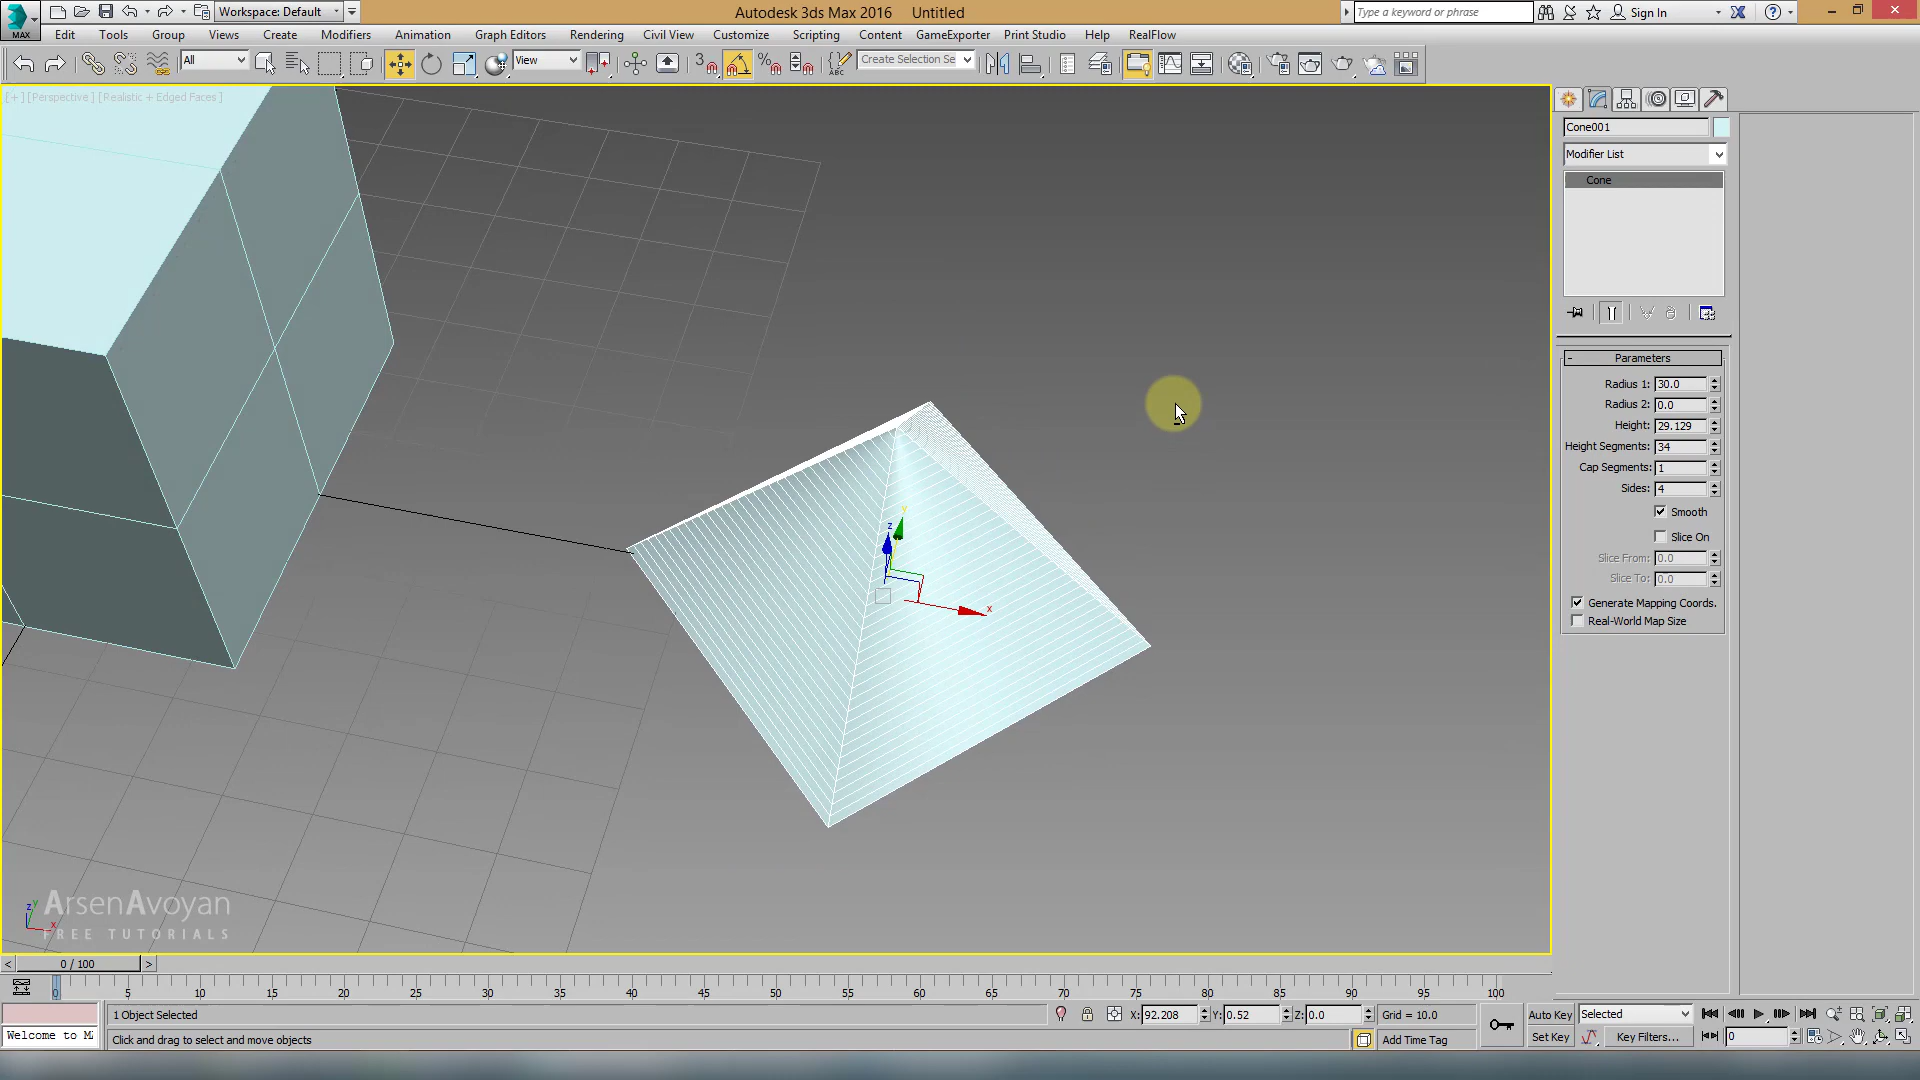 Autodesk 3ds Max 2016 Untitled
MAX
Workspace: Default
Type a keyword or phrase
Sign In
Edit Tools Group Views Create Modifiers Animation Graph Editors Rendering Civil View Customize Scripting Content GameExporter Print Studio Help RealFlow
All
View
3
%
ABC
Create Selection Se
[+] [Perspective] [Realistic + Edged Faces]
Cone001
Modifier List
Cone
- Parameters
Radius 1: 30.0
Radius 2: 0.0
Height: 29.129
Height Segments: 34
Cap Segments: 1
Sides: 4
Smooth
Slice On
Slice From: 0.0
Slice To: 0.0
Generate Mapping Coords.
Real-World Map Size
y
z
x
ArsenAvoyan
FREE TUTORIALS
z y
x
< 0 / 100 >
0 5 10 15 20 25 30 35 40 45 50 55 60 65 70 75 80 85 90 95 100
1 Object Selected
X: 92.208 Y: 0.52 Z: 0.0 Grid = 10.0
Auto Key Selected
Welcome to M
Click and drag to select and move objects
Add Time Tag
Set Key Key Filters... 0